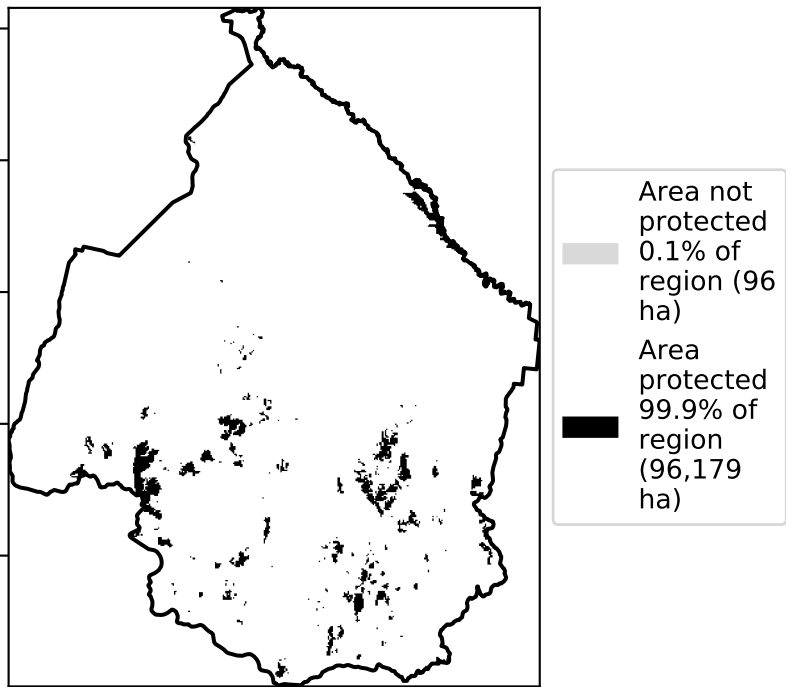 Area not
protected
0.1% of
region (96
ha)
Area
protected
99.9% of
region
(96,179
ha)